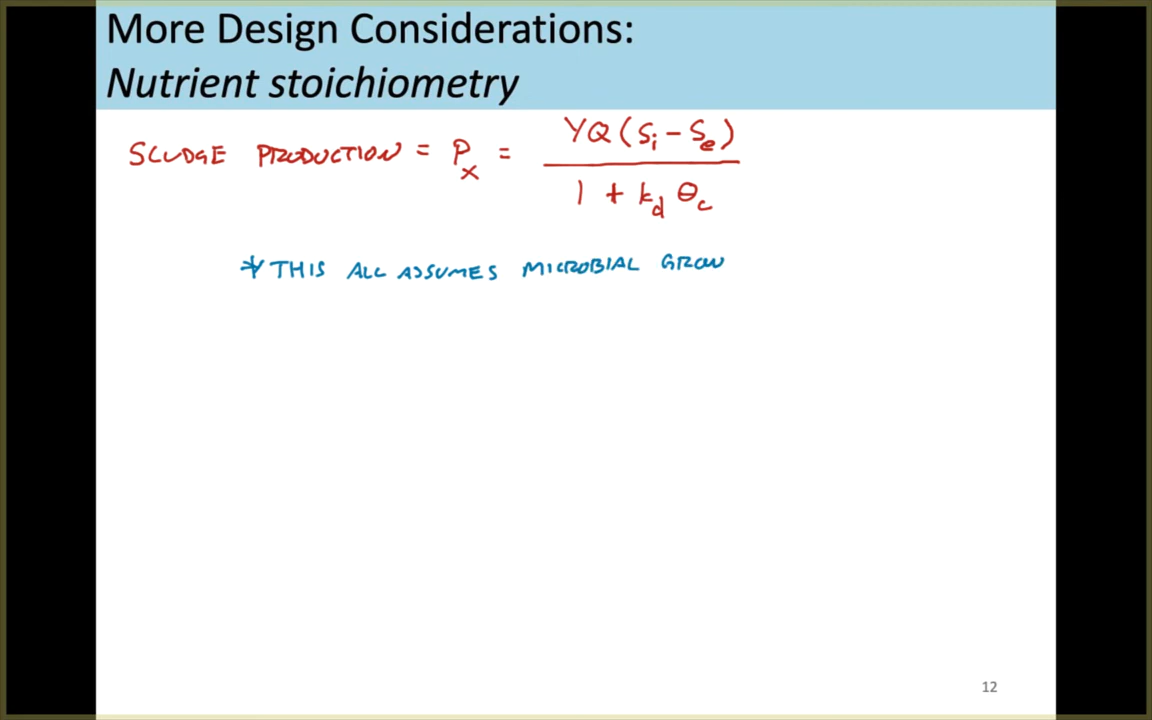 More Design Considerations:
Nutrient stoichiometry
SLUDGE PRODUCTION = Px = YQ(Si - Se)
1 + kd θc
* THIS ALL ASSUMES MICROBIAL GROW
12